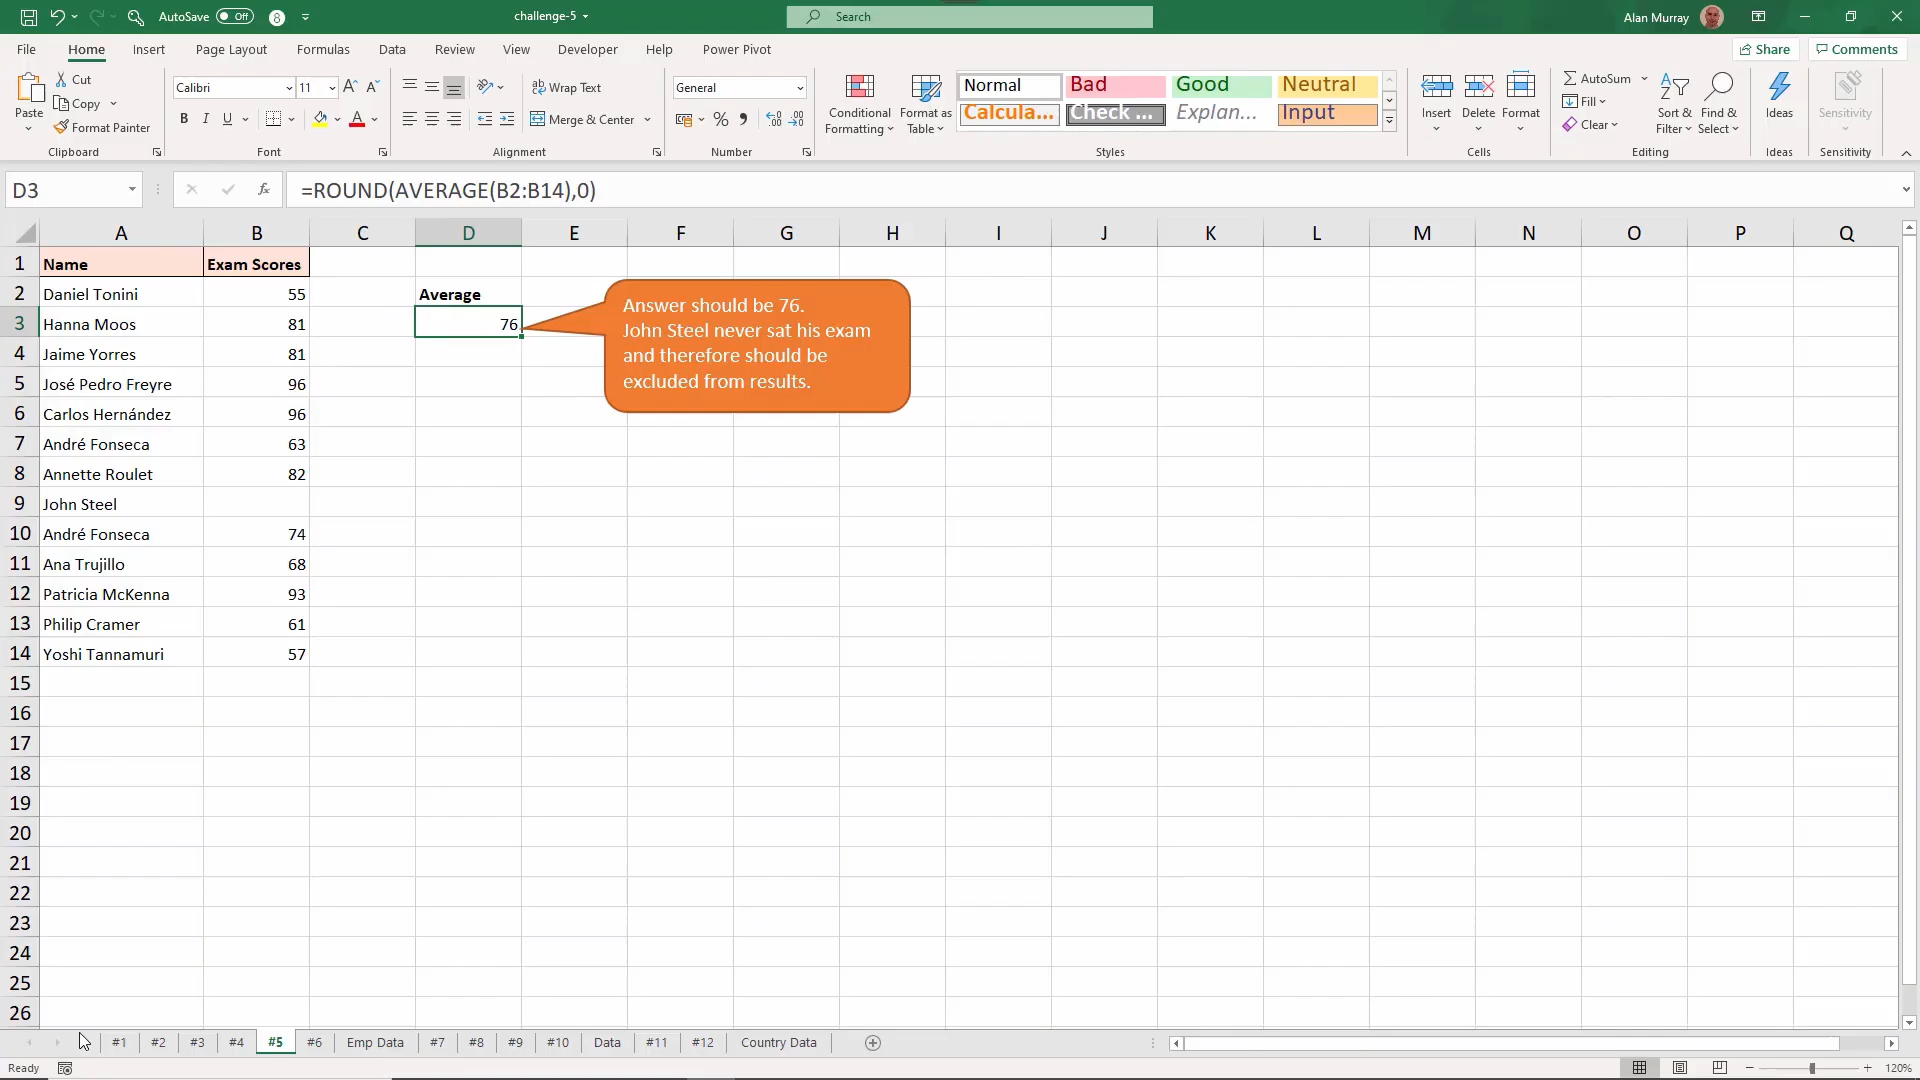 AutoSave Off 8 challenge-5 Search Alan Murray
File Home Insert Page Layout Formulas Data Review View Developer Help Power Pivot Share Comments
Paste Cut Copy Format Painter Clipboard
Calibri 11 B I U A Font
ab Wrap Text Merge & Center Alignment
General % Number
Conditional Formatting Format as Table
Normal Bad Good Neutral
Calcula... Check ... Explan... Input
Styles
Insert Delete Format Cells
AutoSum Fill Clear Sort & Filter Find & Select Editing
Ideas Ideas
Sensitivity Sensitivity
D3 fx =ROUND(AVERAGE(B2:B14),0)
A B C D E F G H I J K L M N O P Q
1 Name Exam Scores
2 Daniel Tonini 55 Average
3 Hanna Moos 81 76
4 Jaime Yorres 81
5 José Pedro Freyre 96
6 Carlos Hernández 96
7 André Fonseca 63
8 Annette Roulet 82
9 John Steel
10 André Fonseca 74
11 Ana Trujillo 68
12 Patricia McKenna 93
13 Philip Cramer 61
14 Yoshi Tannamuri 57
15
16
17
18
19
20
21
22
23
24
25
26
Answer should be 76.
John Steel never sat his exam
and therefore should be
excluded from results.
#1 #2 #3 #4 #5 #6 Emp Data #7 #8 #9 #10 Data #11 #12 Country Data
Ready 120%